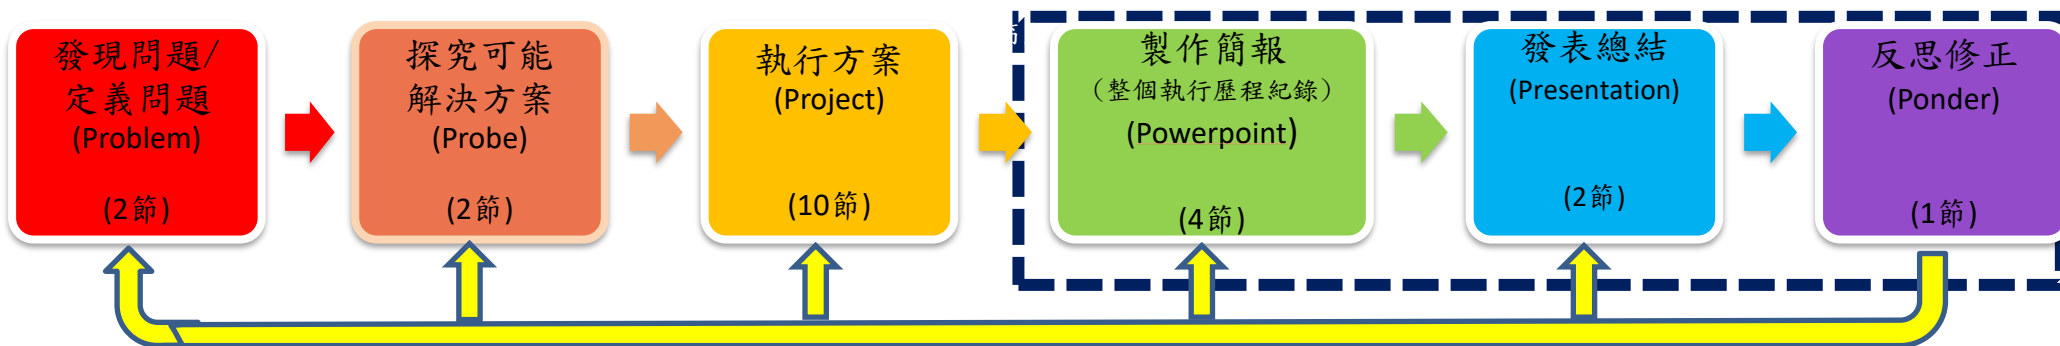 發現問題/
定義問題
(Problem)
(2節)
探究可能
解決方案
(Probe)
(2節)
執行方案
(Project)
(10節)
製作簡報
（整個執行歷程紀錄）
(Powerpoint)
(4節)
發表總結
(Presentation)
(2節)
反思修正
(Ponder)
(1節)